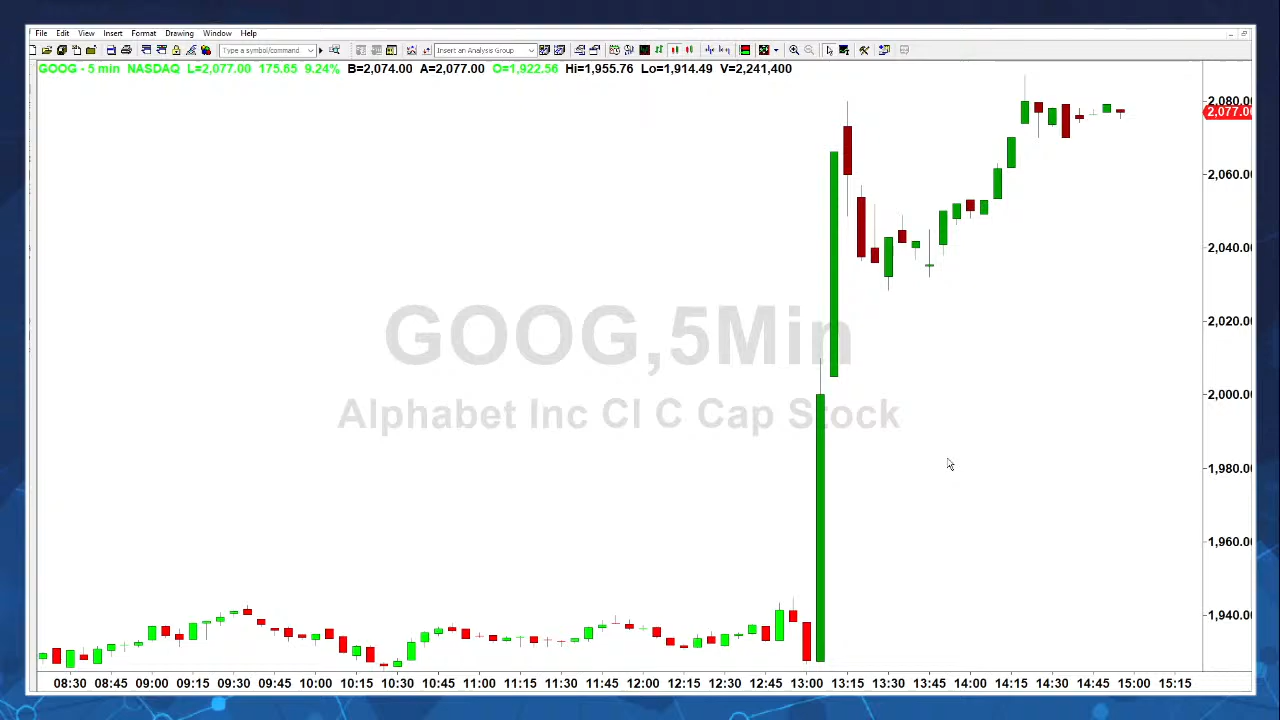 File Edit View Insert Format Drawing Window Help
Type a symbol/command Insert an Analysis Group
GOOG - 5 min NASDAQ L=2,077.00 175.65 9.24% B=2,074.00 A=2,077.00 O=1,922.56 Hi=1,955.76 Lo=1,914.49 V=2,241,400
2,080.00
2,077.00
2,060.00
2,040.00
GOOG,5Min
2,020.00
2,000.00
Alphabet Inc Cl C Cap Stock
1,980.00
1,960.00
1,940.00
08:30 08:45 09:00 09:15 09:30 09:45 10:00 10:15 10:30 10:45 11:00 11:15 11:30 11:45 12:00 12:15 12:30 12:45 13:00 13:15 13:30 13:45 14:00 14:15 14:30 14:45 15:00 15:15